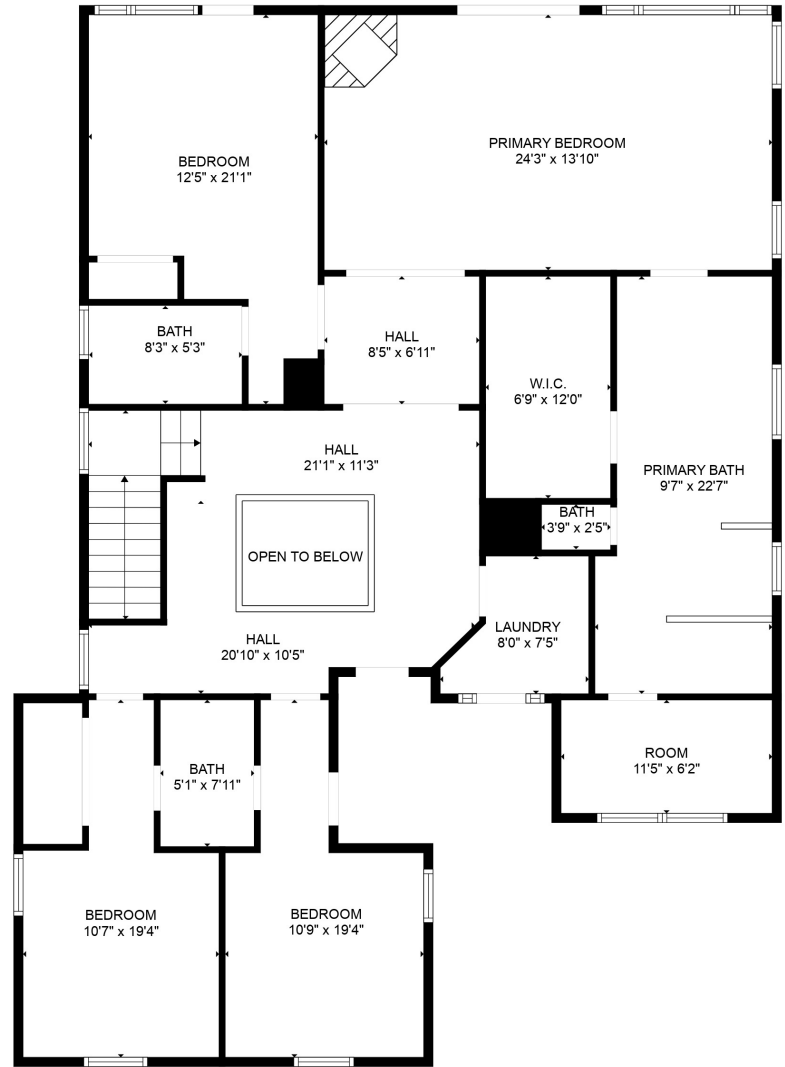 PRIMARY BEDROOM
24'3" x 13'10"
BEDROOM
12'5" x 21'1"
BATH
8'3" x 5'3"
HALL
8'5" x 6'11"
W.I.C.
6'9" x 12'0"
HALL
21'1" x 11'3"
PRIMARY BATH
9'7" x 22'7"
BATH
3'9" x 2'5"
OPEN TO BELOW
LAUNDRY
8'0" x 7'5"
HALL
20'10" x 10'5"
ROOM
11'5" x 6'2"
BATH
5'1" x 7'11"
BEDROOM
10'7" x 19'4"
BEDROOM
10'9" x 19'4"